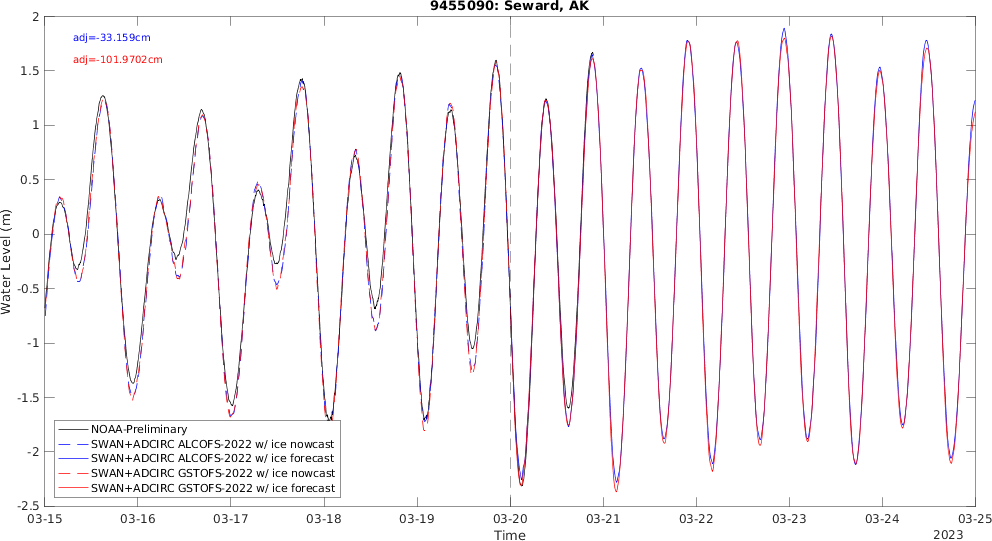 9455090: Seward, AK
adj=-33.159cm
adj=-101.9702cm
2
1.5
1
0.5
0
-0.5
-1
-1.5
-2
-2.5
Water Level (m)
NOAA-Preliminary
SWAN+ADCIRC ALCOFS-2022 w/ ice nowcast
SWAN+ADCIRC ALCOFS-2022 w/ ice forecast
SWAN+ADCIRC GSTOFS-2022 w/ ice nowcast
SWAN+ADCIRC GSTOFS-2022 w/ ice forecast
03-15 03-16 03-17 03-18 03-19 03-20 03-21 03-22 03-23 03-24 03-25
Time
2023